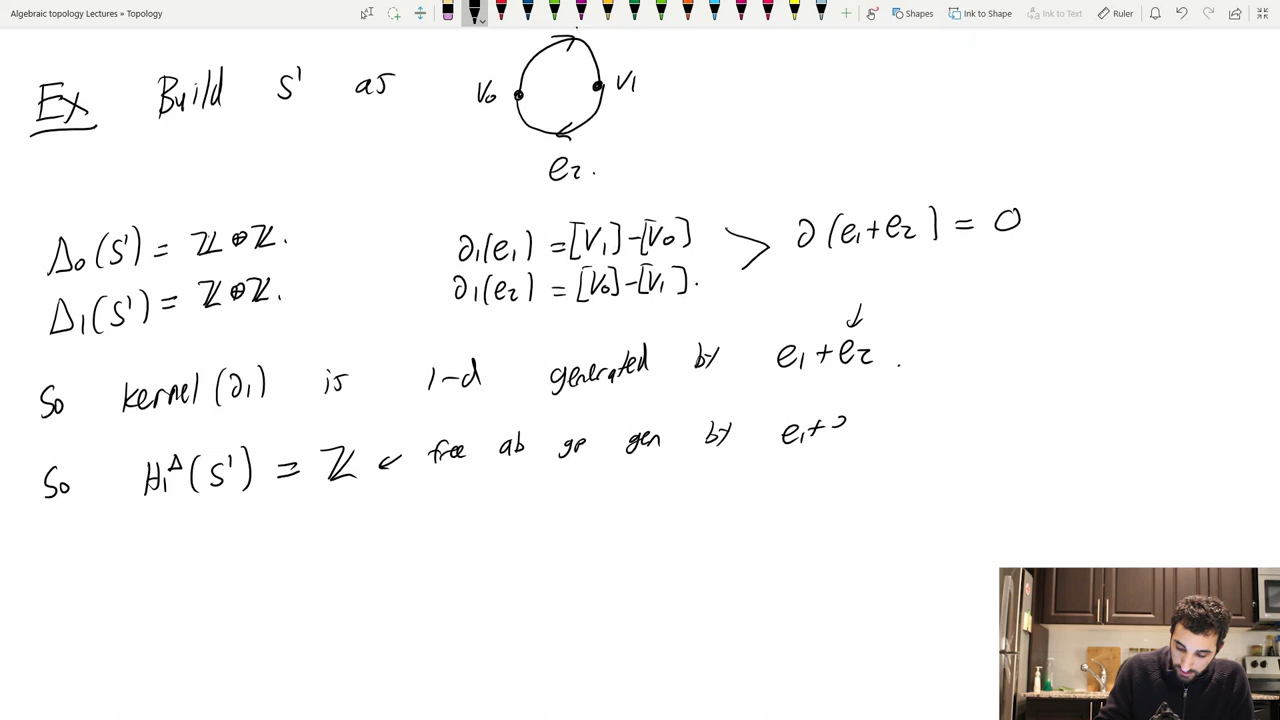 Algebraic topology Lectures » Topology
Shapes Ink to Shape Ink to Text Ruler
Ex Build S¹ as
V₀ V₁
e₂.
Δ₀(S¹) = ℤ⊕ℤ. ∂₁(e₁) = [V₁]-[V₀] > ∂(e₁+e₂) = 0
Δ₁(S¹) = ℤ⊕ℤ. ∂₁(e₂) = [V₀]-[V₁].
So kernel(∂₁) is 1-d generated by e₁+e₂.
So H₁^Δ(S¹) = ℤ ↙ free ab gp gen by e₁+